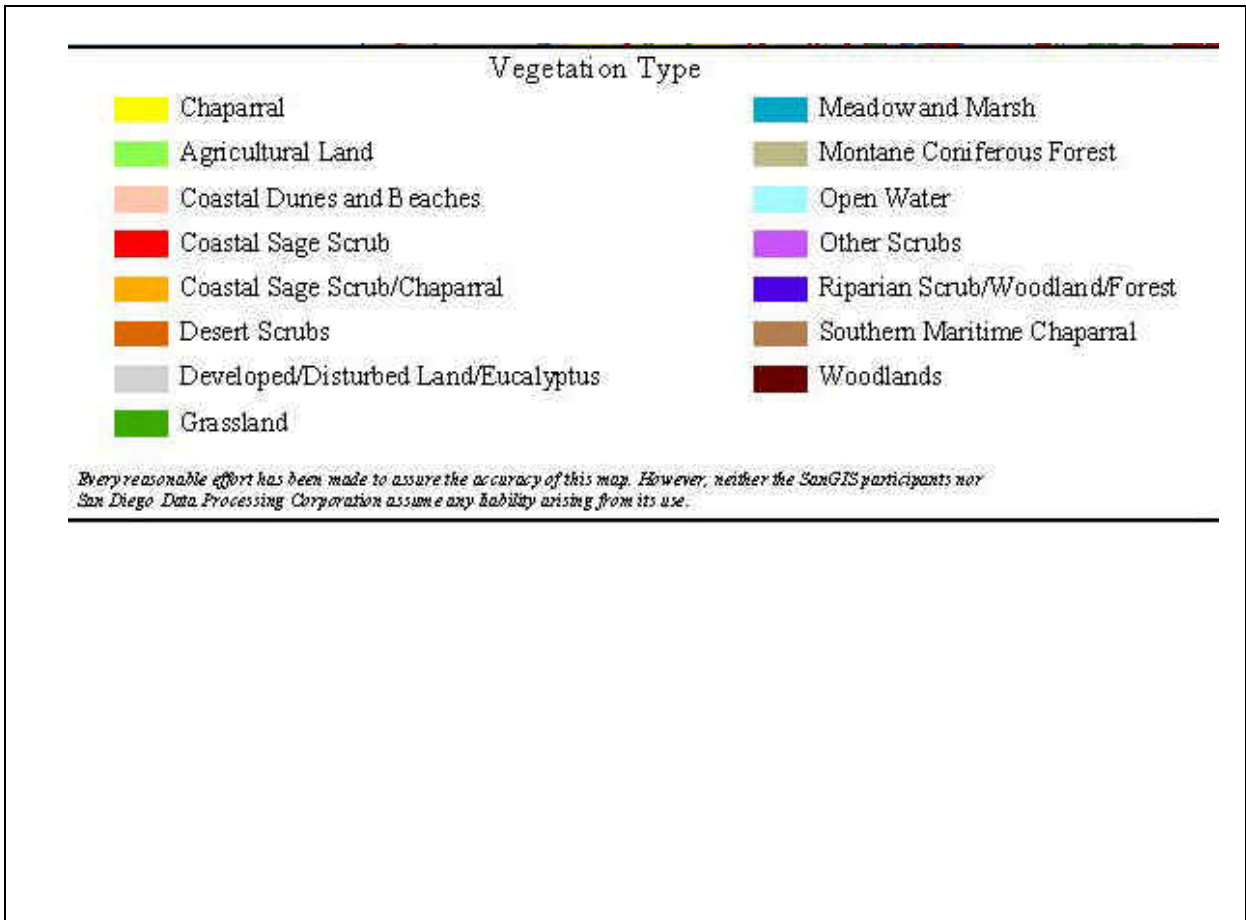 Vegetation Type
Chaparral
Agricultural Land
Coastal Dunes and Beaches
Coastal Sage Scrub
Coastal Sage Scrub/Chaparral
Desert Scrubs
Developed/Disturbed Land/Eucalyptus
Grassland
Meadow and Marsh
Montane Coniferous Forest
Open Water
Other Scrubs
Riparian Scrub/Woodland/Forest
Southern Maritime Chaparral
Woodlands
Every reasonable effort has been made to assure the accuracy of this map. However, neither the SanGIS participants nor
San Diego Data Processing Corporation assume any liability arising from its use.